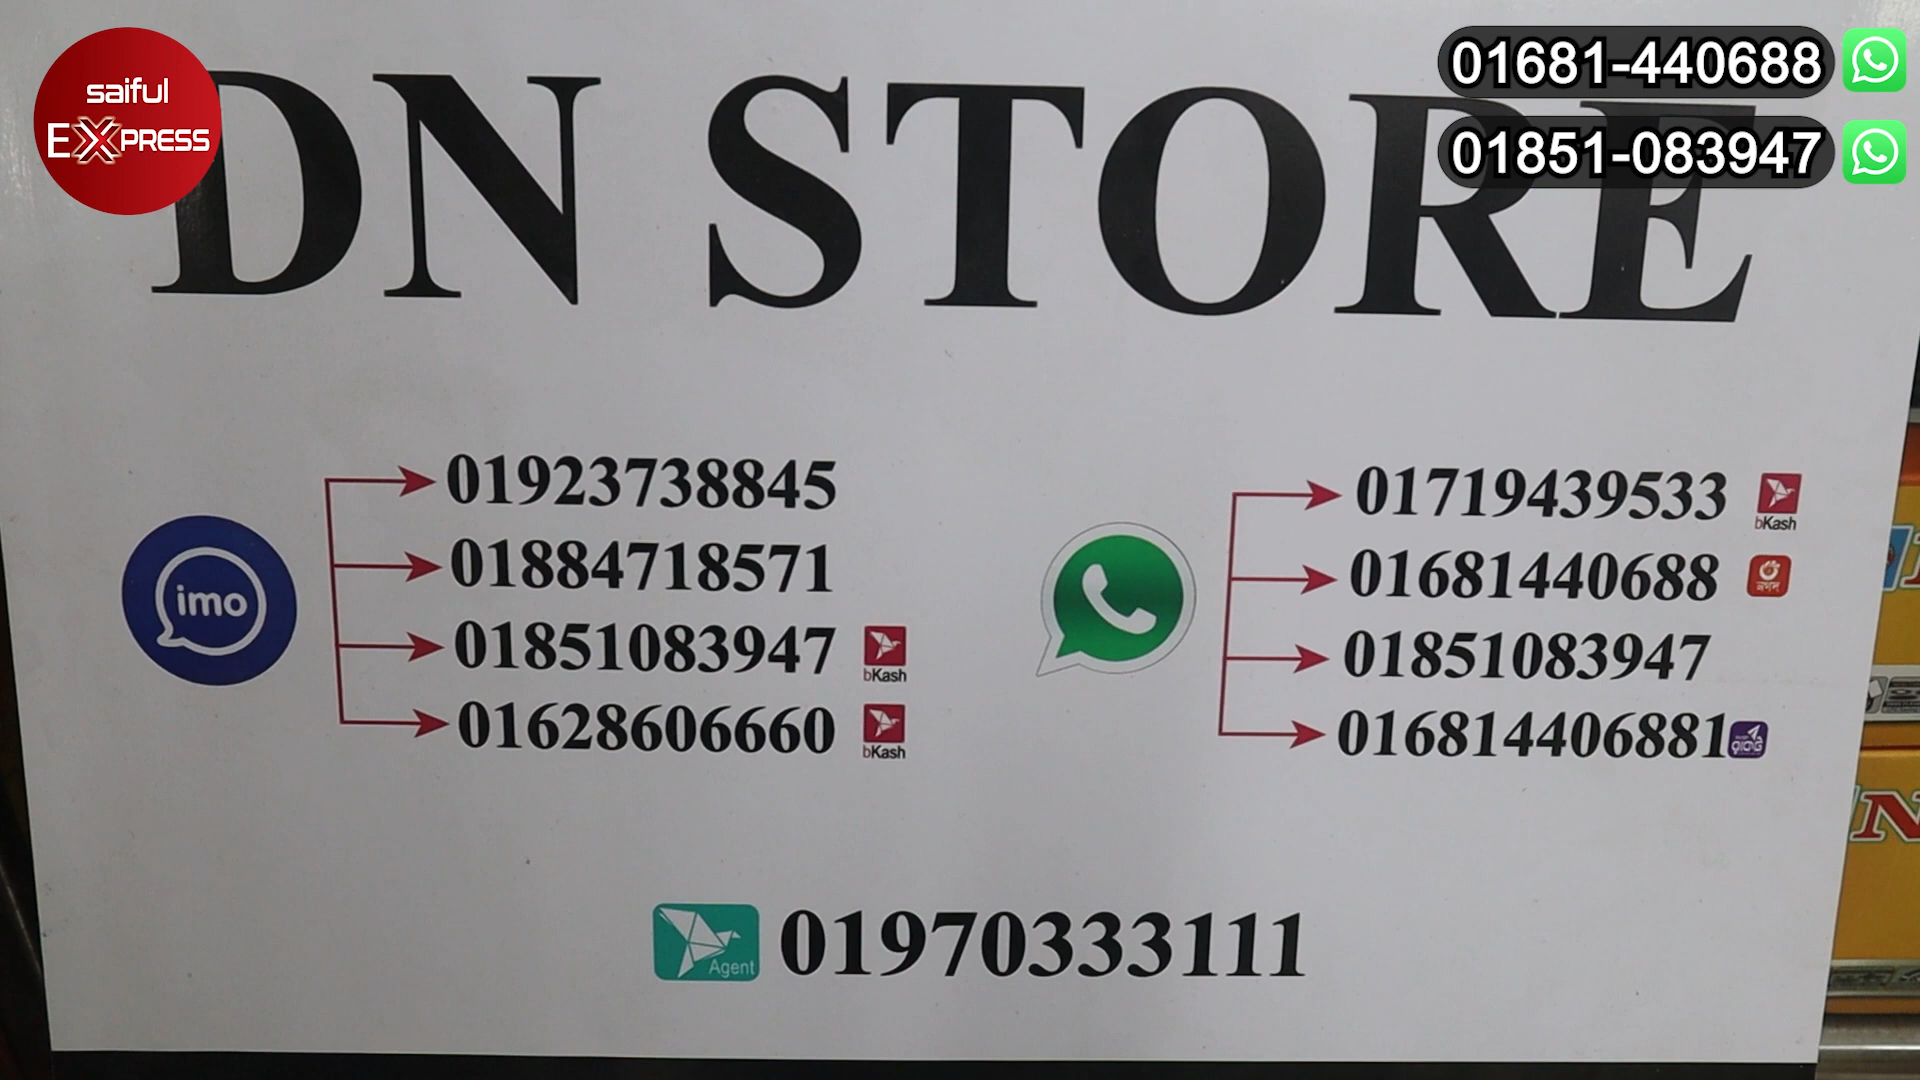 saiful
EXPRESS
01681-440688
01851-083947
DN STORE
imo
01923738845
01884718571
01851083947 bKash
01628606660 bKash
01719439533 bKash
01681440688 নগদ
01851083947
016814406881
Agent 01970333111
N